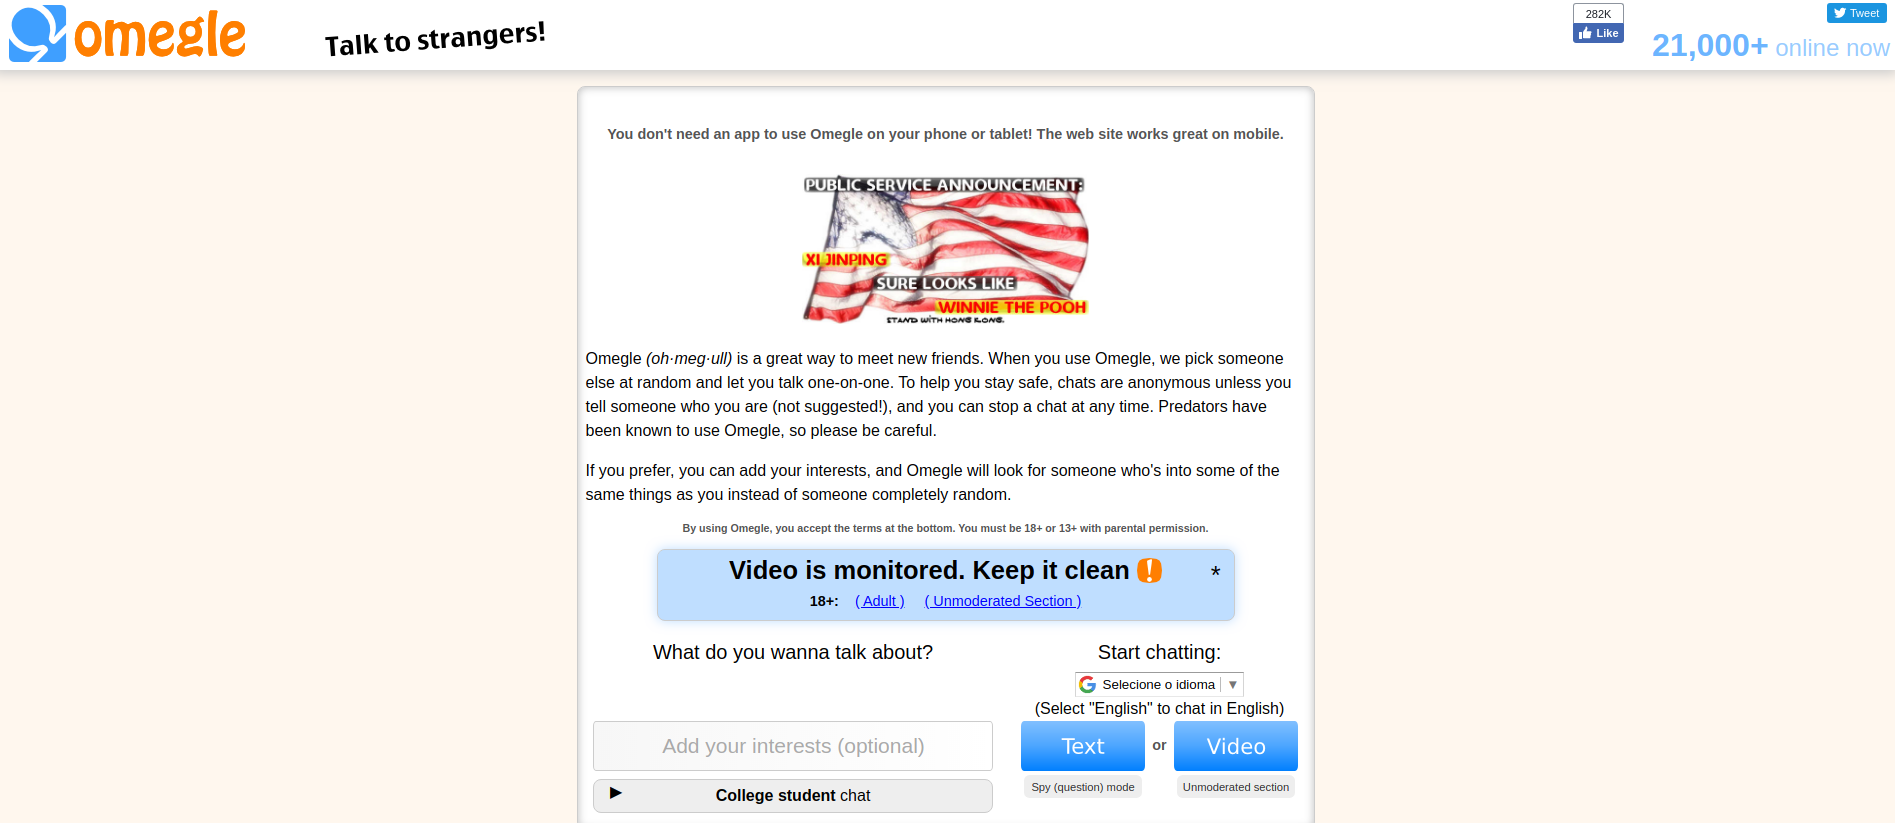 omegle
Talk to strangers!
282K
Like
Tweet
21,000+ online now
You don't need an app to use Omegle on your phone or tablet! The web site works great on mobile.
PUBLIC SERVICE ANNOUNCEMENT:
XI JINPING
SURE LOOKS LIKE
WINNIE THE POOH
STAND WITH HONG KONG.
Omegle (oh·meg·ull) is a great way to meet new friends. When you use Omegle, we pick someone
else at random and let you talk one-on-one. To help you stay safe, chats are anonymous unless you
tell someone who you are (not suggested!), and you can stop a chat at any time. Predators have
been known to use Omegle, so please be careful.
If you prefer, you can add your interests, and Omegle will look for someone who's into some of the
same things as you instead of someone completely random.
By using Omegle, you accept the terms at the bottom. You must be 18+ or 13+ with parental permission.
Video is monitored. Keep it clean ! *
18+: ( Adult ) ( Unmoderated Section )
What do you wanna talk about?
Start chatting:
Selecione o idioma ▼
(Select "English" to chat in English)
Add your interests (optional)
Text or Video
Spy (question) mode
Unmoderated section
▶ College student chat